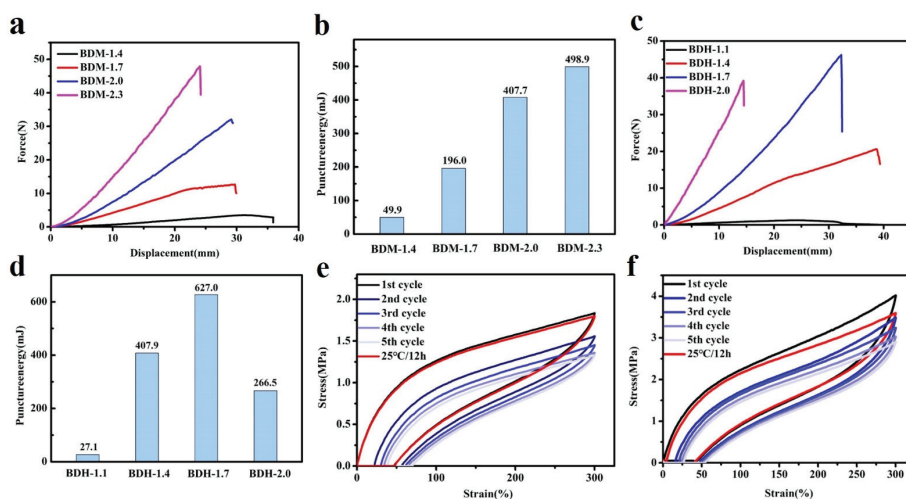 a
BDM-1.4
BDM-1.7
BDM-2.0
BDM-2.3
50
40
30
20
10
0
Force(N)
0 10 20 30 40
Displacement(mm)
b
500
400
200
0
Punctureenergy(mJ)
49.9
196.0
407.7
498.9
BDM-1.4 BDM-1.7 BDM-2.0 BDM-2.3
c
BDH-1.1
BDH-1.4
BDH-1.7
BDH-2.0
50
40
30
20
10
0
Force(N)
0 10 20 30 40
Displacement(mm)
d
600
400
200
0
Punctureenergy(mJ)
27.1
407.9
627.0
266.5
BDH-1.1 BDH-1.4 BDH-1.7 BDH-2.0
e
1st cycle
2nd cycle
3rd cycle
4th cycle
5th cycle
25°C/12h
2.0
1.5
1.0
0.5
0.0
Stress(MPa)
0 50 100 150 200 250 300
Strain(%)
f
1st cycle
2nd cycle
3rd cycle
4th cycle
5th cycle
25°C/12h
4
3
2
1
0
Stress(MPa)
0 50 100 150 200 250 300
Strain(%)